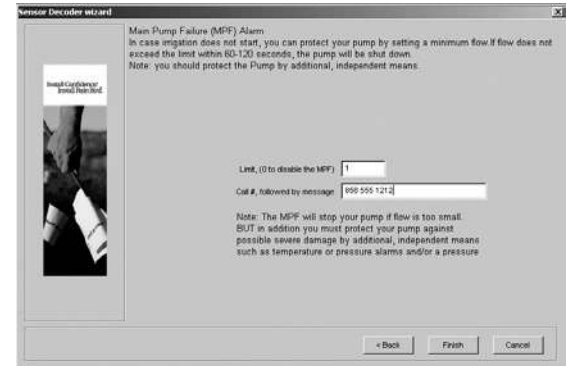 Sensor Decoder wizard
Main Pump Failure (MPF) Alarm
In case irrigation does not start, you can protect your pump by setting a minimum flow.If flow does not
exceed the limit within 60-120 seconds, the pump will be shut down.
Note: you should protect the Pump by additional, independent means.
Install Confidence.
Install Rain Bird.
Limit, (0 to disable the MPF)
1
Call #, followed by message
858 555 1212
Note: The MPF will stop your pump if flow is too small.
BUT in addition you must protect your pump against
possible severe damage by additional, independent means
such as temperature or pressure alarms and/or a pressure
< Back
Finish
Cancel